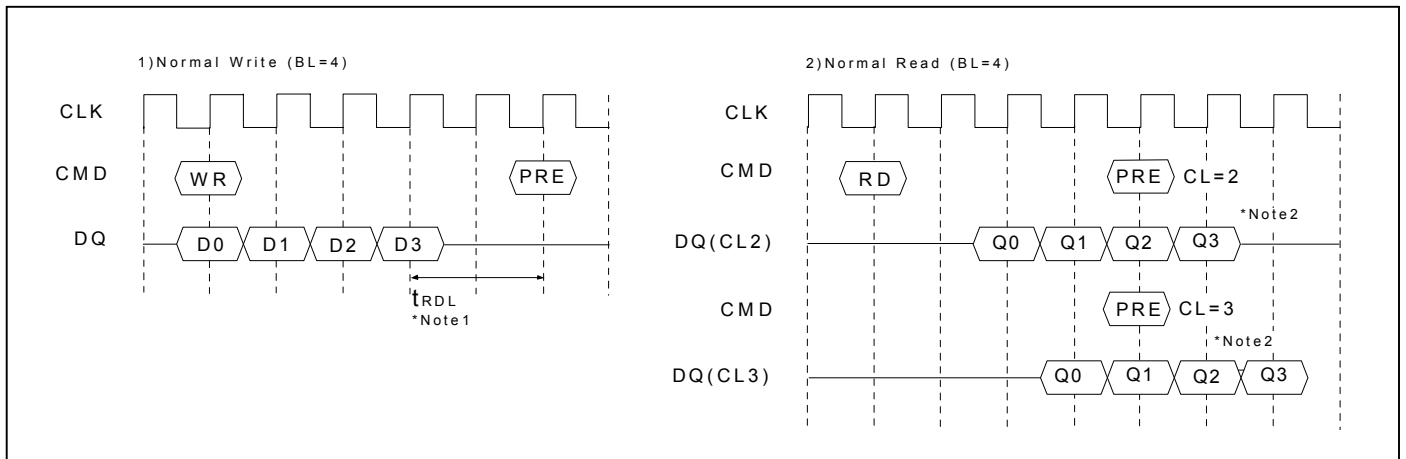 1)Normal Write (BL=4)
CLK
CMD WR PRE
DQ D0 D1 D2 D3
tRDL
*Note1
2)Normal Read (BL=4)
CLK
CMD RD PRE CL=2
*Note2
DQ(CL2) Q0 Q1 Q2 Q3
CMD PRE CL=3
*Note2
DQ(CL3) Q0 Q1 Q2 Q3